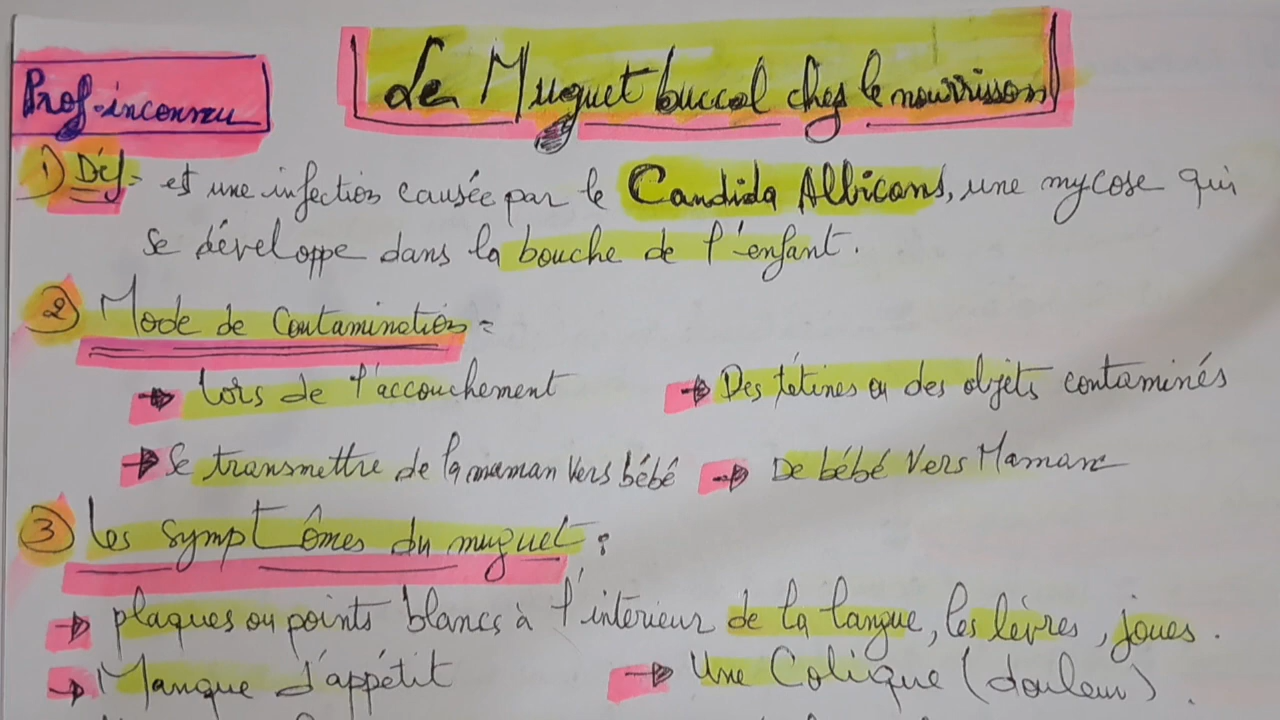 Le Muguet buccal chez le nourrisson
Prof-inconnu
1) Déf= est une infection causée par le Candida Albicans, une mycose qui
se développe dans la bouche de l'enfant.
2) Mode de Contamination =
→ lors de l'accouchement → Des tétines ou des objets contaminés
→ Se transmettre de la maman vers bébé → De bébé vers Maman
3) Les symptômes du muguet :
→ plaques ou points blancs à l'intérieur de la langue, les lèvres, joues.
→ Manque d'appétit → Une Colique (douleur).